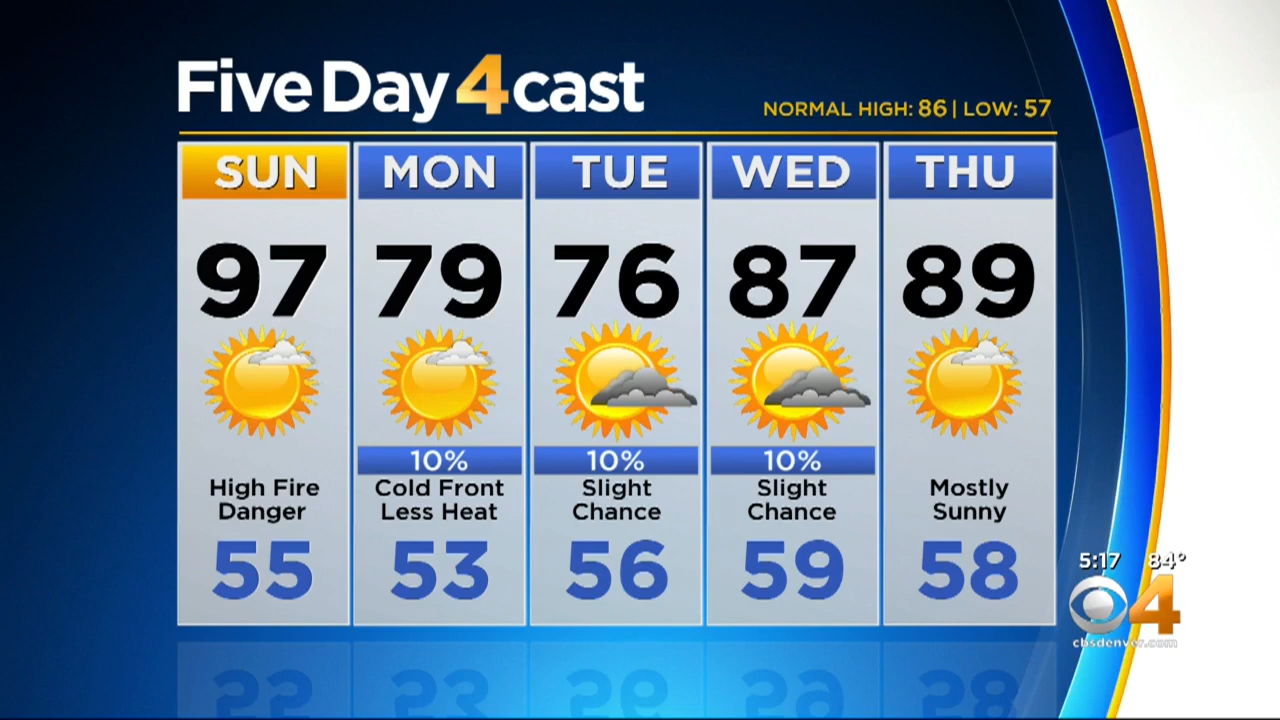 Five Day 4cast
NORMAL HIGH: 86 | LOW: 57
SUN MON TUE WED THU
97 79 76 87 89
10% 10% 10%
High Fire Danger
Cold Front Less Heat
Slight Chance
Slight Chance
Mostly Sunny
55 53 56 59 58
5:17 84°
4
cbsdenver.com